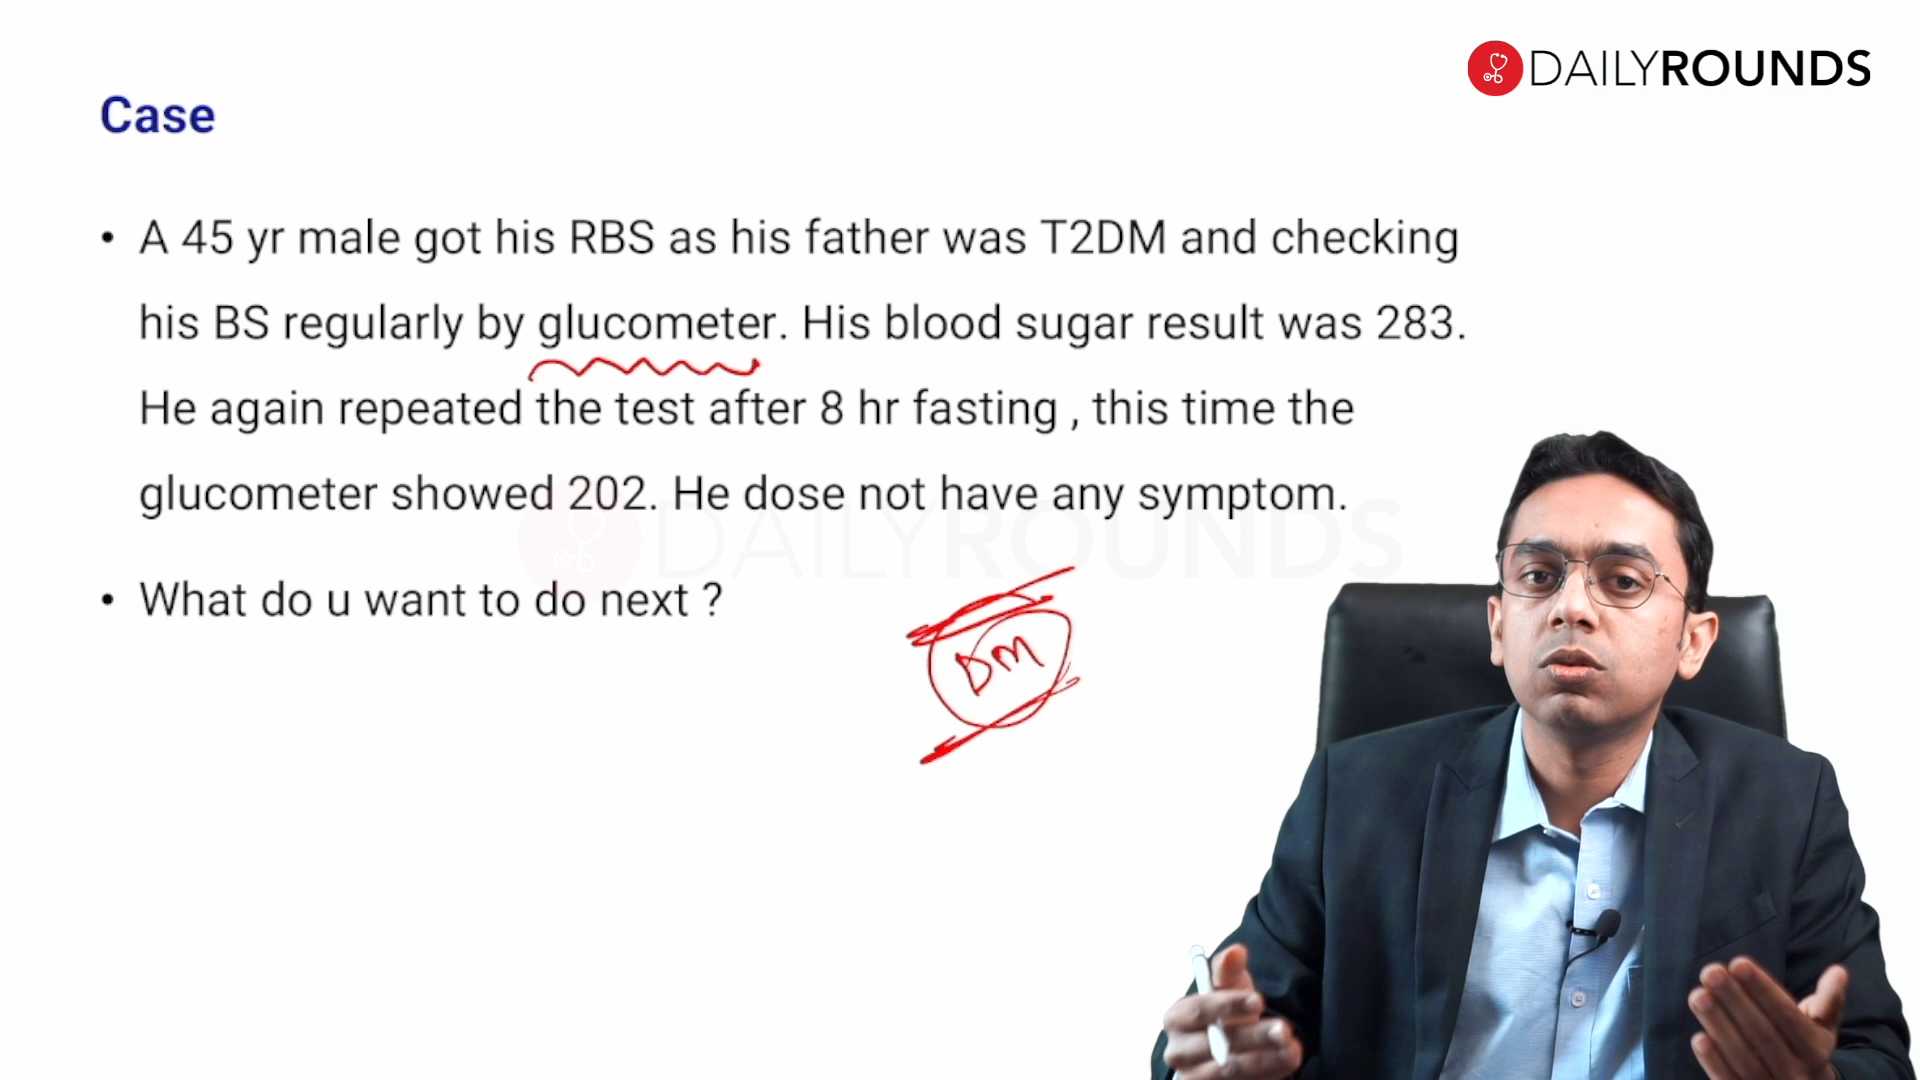 DAILYROUNDS
Case
• A 45 yr male got his RBS as his father was T2DM and checking
his BS regularly by glucometer. His blood sugar result was 283.
He again repeated the test after 8 hr fasting , this time the
glucometer showed 202. He dose not have any symptom.
DAILYROUNDS
• What do u want to do next ?
DM